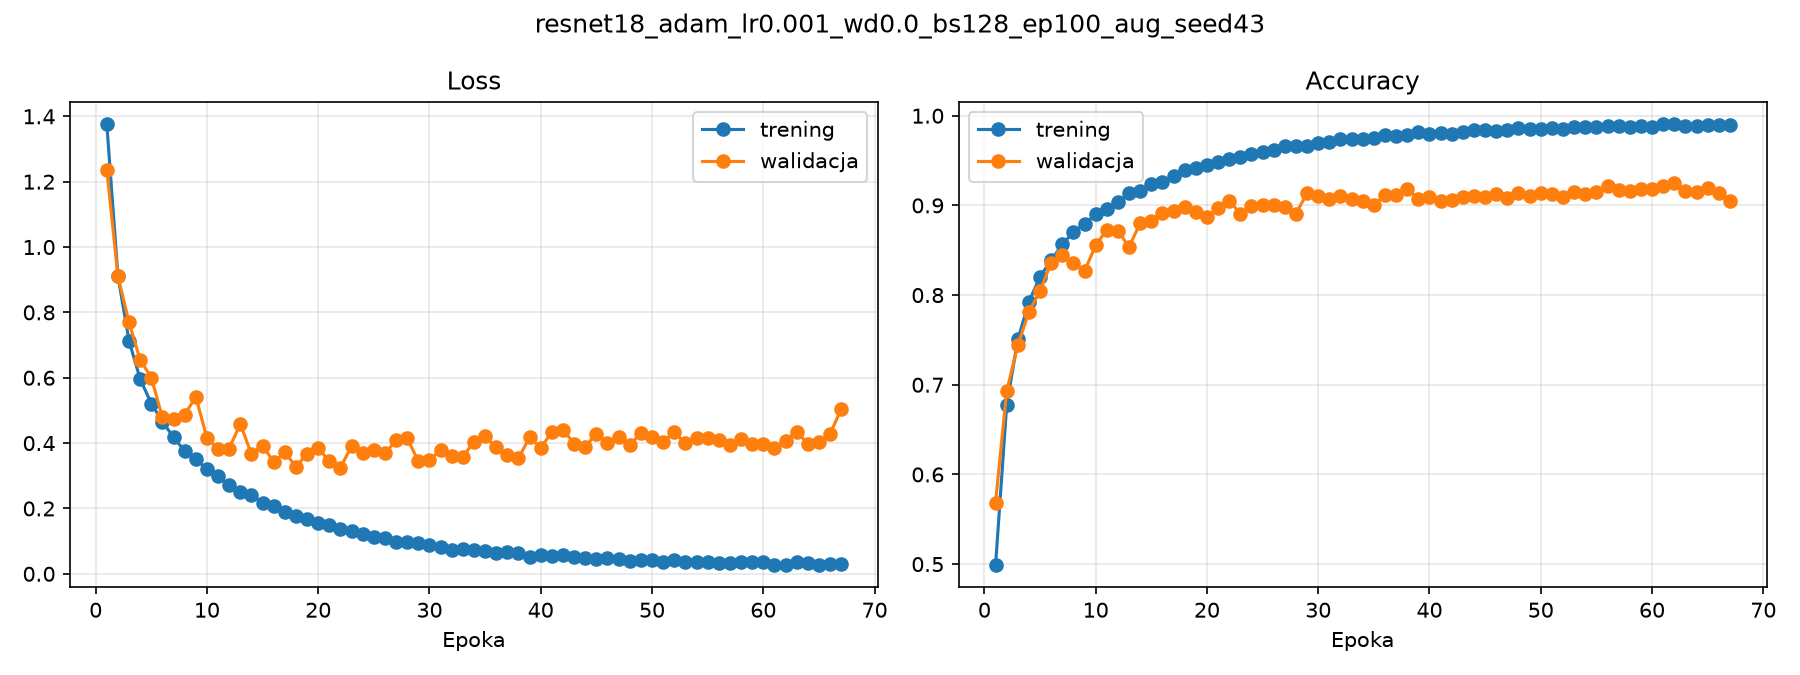 resnet18_adam_lr0.001_wd0.0_bs128_ep100_aug_seed43
Loss
1.4
1.2
1.0
0.8
0.6
0.4
0.2
0.0
trening
walidacja
0 10 20 30 40 50 60 70
Epoka
Accuracy
1.0
0.9
0.8
0.7
0.6
0.5
trening
walidacja
0 10 20 30 40 50 60 70
Epoka